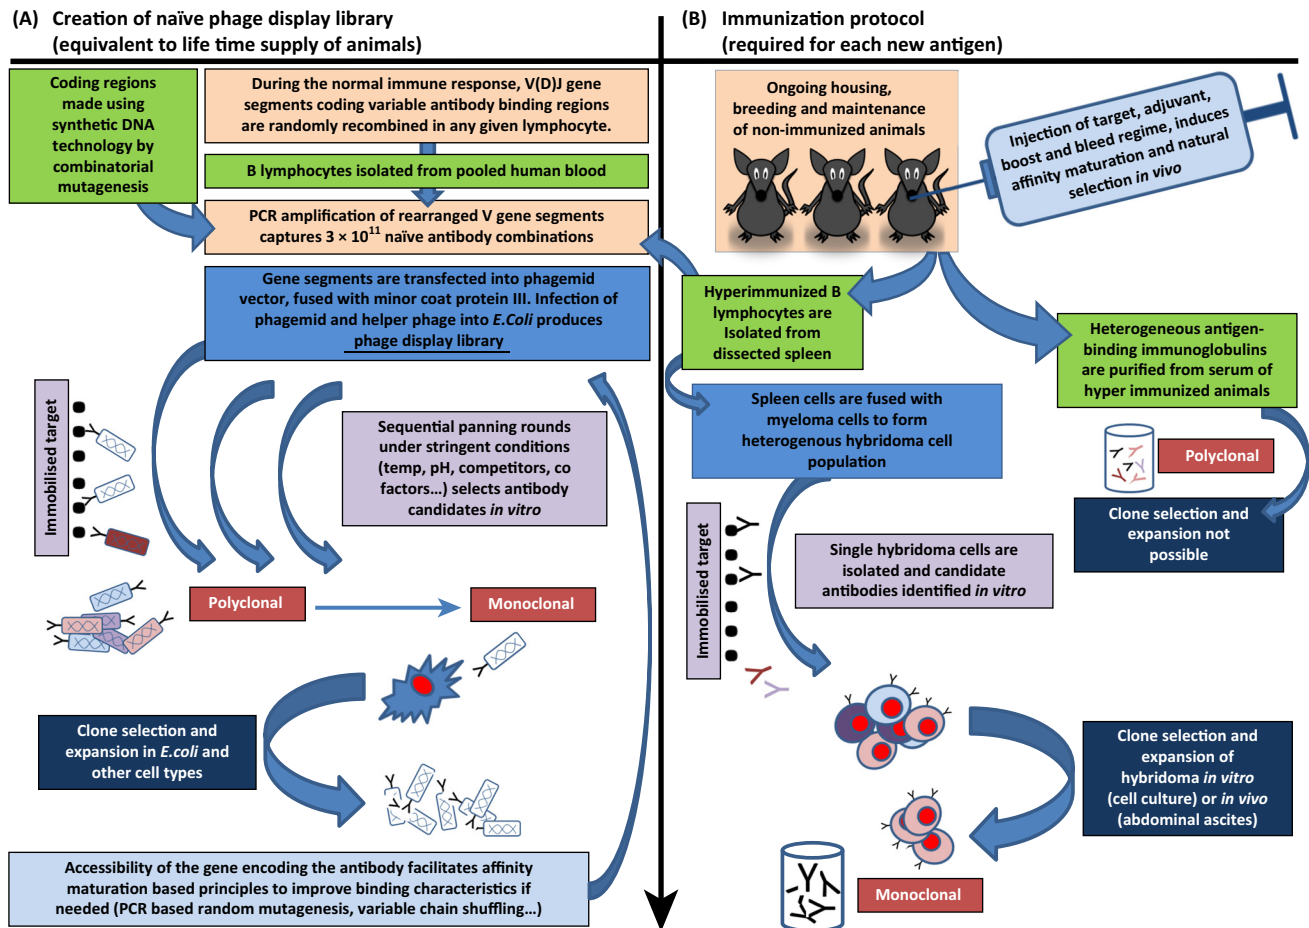 (A) Creation of naïve phage display library
(equivalent to life time supply of animals)
Coding regions
made using
synthetic DNA
technology by
combinatorial
mutagenesis
During the normal immune response, V(D)J gene
segments coding variable antibody binding regions
are randomly recombined in any given lymphocyte.
B lymphocytes isolated from pooled human blood
PCR amplification of rearranged V gene segments
captures 3 × 10¹¹ naïve antibody combinations
Gene segments are transfected into phagemid
vector, fused with minor coat protein III. Infection of
phagemid and helper phage into E.Coli produces
phage display library
Immobilised target
Sequential panning rounds
under stringent conditions
(temp, pH, competitors, co
factors...) selects antibody
candidates in vitro
Polyclonal
Monoclonal
Clone selection and
expansion in E.coli and
other cell types
Accessibility of the gene encoding the antibody facilitates affinity
maturation based principles to improve binding characteristics if
needed (PCR based random mutagenesis, variable chain shuffling...)
(B) Immunization protocol
(required for each new antigen)
Ongoing housing,
breeding and maintenance
of non-immunized animals
Injection of target, adjuvant,
boost and bleed regime, induces
affinity maturation and natural
selection in vivo
Hyperimmunized B
lymphocytes are
Isolated from
dissected spleen
Heterogeneous antigen-
binding immunoglobulins
are purified from serum of
hyper immunized animals
Spleen cells are fused with
myeloma cells to form
heterogenous hybridoma cell
population
Polyclonal
Clone selection and
expansion not
possible
Immobilised target
Single hybridoma cells are
isolated and candidate
antibodies identified in vitro
Clone selection and
expansion of
hybridoma in vitro
(cell culture) or in vivo
(abdominal ascites)
Monoclonal